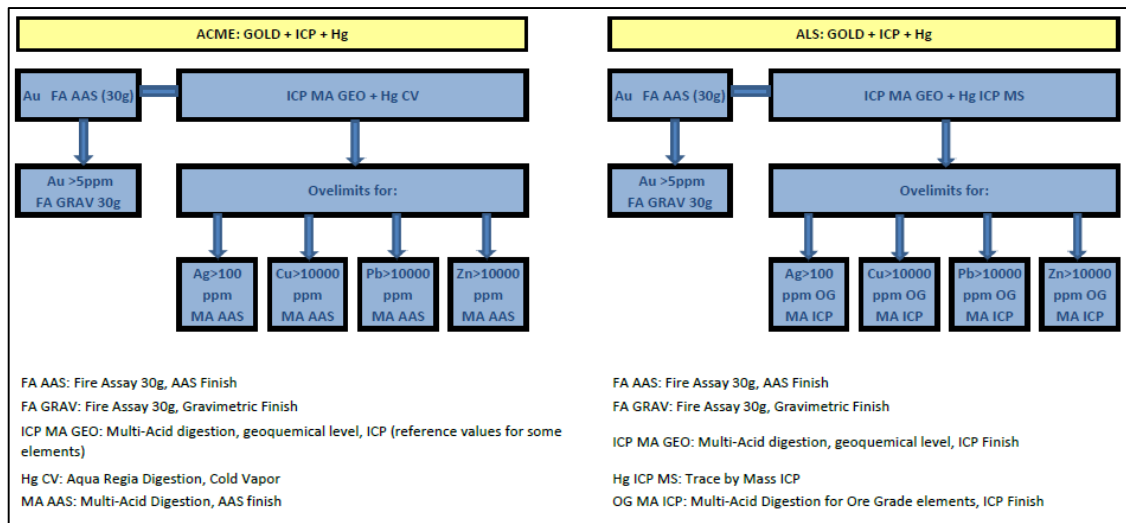 ACME: GOLD + ICP + Hg
Au FA AAS (30g)
ICP MA GEO + Hg CV
Au >5ppm
FA GRAV 30g
Ovelimits for:
Ag>100
ppm
MA AAS
Cu>10000
ppm
MA AAS
Pb>10000
ppm
MA AAS
Zn>10000
ppm
MA AAS
FA AAS: Fire Assay 30g, AAS Finish
FA GRAV: Fire Assay 30g, Gravimetric Finish
ICP MA GEO: Multi-Acid digestion, geoquemical level, ICP (reference values for some
elements)
Hg CV: Aqua Regia Digestion, Cold Vapor
MA AAS: Multi-Acid Digestion, AAS finish
ALS: GOLD + ICP + Hg
Au FA AAS (30g)
ICP MA GEO + Hg ICP MS
Au >5ppm
FA GRAV 30g
Ovelimits for:
Ag>100
ppm OG
MA ICP
Cu>10000
ppm OG
MA ICP
Pb>10000
ppm OG
MA ICP
Zn>10000
ppm OG
MA ICP
FA AAS: Fire Assay 30g, AAS Finish
FA GRAV: Fire Assay 30g, Gravimetric Finish
ICP MA GEO: Multi-Acid digestion, geoquemical level, ICP Finish
Hg ICP MS: Trace by Mass ICP
OG MA ICP: Multi-Acid Digestion for Ore Grade elements, ICP Finish